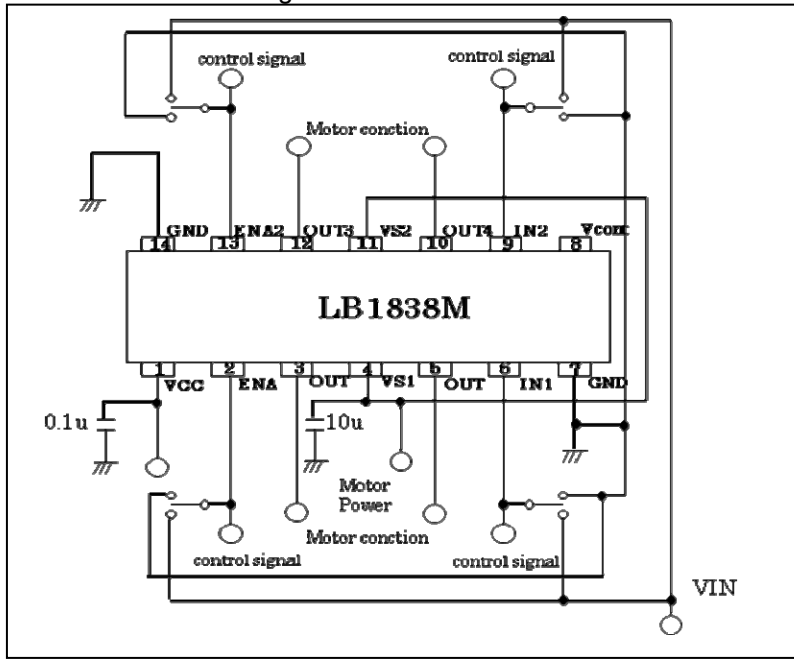 control signal
control signal
Motor conction
GND ENA2 OUT3 VS2 OUT4 IN2 Vcont
14 13 12 11 10 9 8
LB1838M
1 2 3 4 5 6 7
VCC ENA OUT VS1 OUT IN1 GND
0.1u
10u
Motor
Power
Motor conction
control signal
control signal
VIN